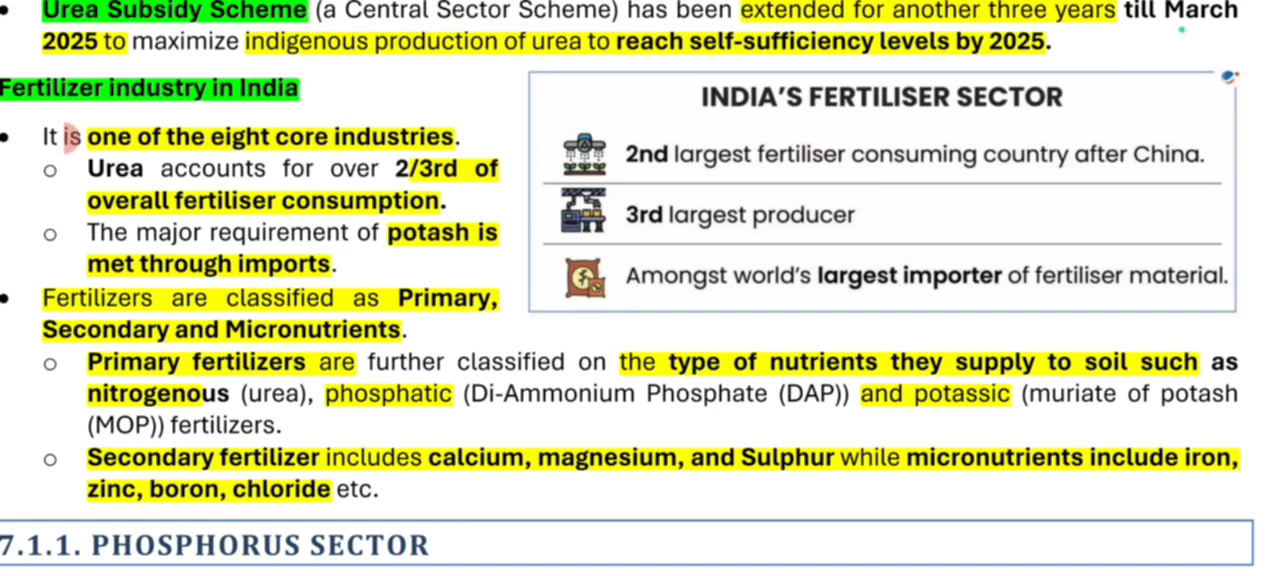 • Urea Subsidy Scheme (a Central Sector Scheme) has been extended for another three years till March
2025 to maximize indigenous production of urea to reach self-sufficiency levels by 2025.
Fertilizer industry in India
• It is one of the eight core industries.
o Urea accounts for over 2/3rd of
overall fertiliser consumption.
o The major requirement of potash is
met through imports.
INDIA'S FERTILISER SECTOR
2nd largest fertiliser consuming country after China.
3rd largest producer
Amongst world's largest importer of fertiliser material.
• Fertilizers are classified as Primary,
Secondary and Micronutrients.
o Primary fertilizers are further classified on the type of nutrients they supply to soil such as
nitrogenous (urea), phosphatic (Di-Ammonium Phosphate (DAP)) and potassic (muriate of potash
(MOP)) fertilizers.
o Secondary fertilizer includes calcium, magnesium, and Sulphur while micronutrients include iron,
zinc, boron, chloride etc.
7.1.1. PHOSPHORUS SECTOR